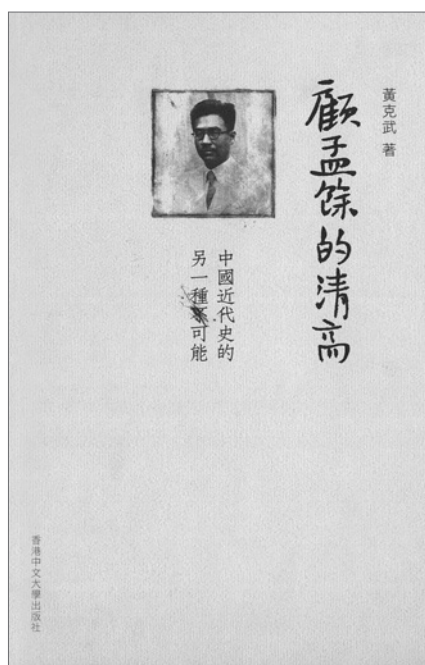 黃克武 著
顧孟餘的清高
中國近代史的
另一種可能
香港中文大學出版社